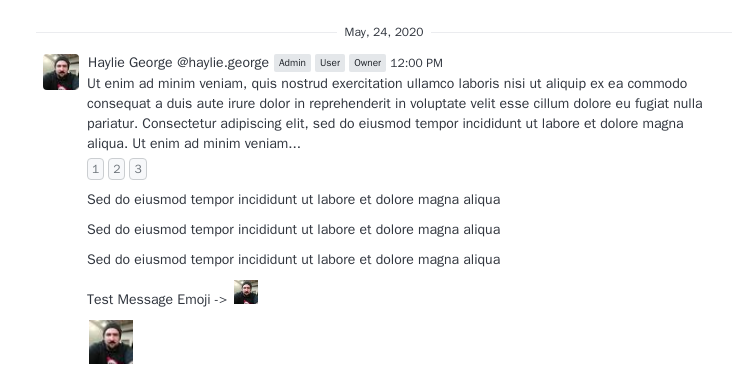 May, 24, 2020
Haylie George @haylie.george Admin User Owner 12:00 PM
Ut enim ad minim veniam, quis nostrud exercitation ullamco laboris nisi ut aliquip ex ea commodo
consequat a duis aute irure dolor in reprehenderit in voluptate velit esse cillum dolore eu fugiat nulla
pariatur. Consectetur adipiscing elit, sed do eiusmod tempor incididunt ut labore et dolore magna
aliqua. Ut enim ad minim veniam...
1 2 3
Sed do eiusmod tempor incididunt ut labore et dolore magna aliqua
Sed do eiusmod tempor incididunt ut labore et dolore magna aliqua
Sed do eiusmod tempor incididunt ut labore et dolore magna aliqua
Test Message Emoji ->